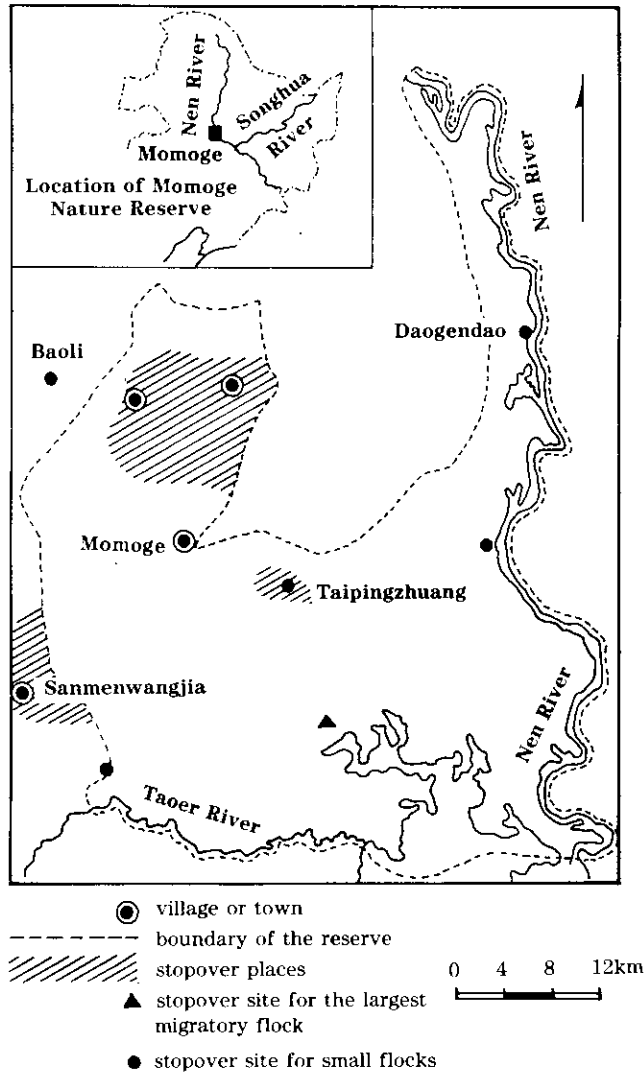 Nen River
Songhua
River
Momoge
Location of Momoge
Nature Reserve
Nen River
Baoli
Daogendao
Momoge
Taipingzhuang
Sanmenwangjia
Nen River
Taoer River
village or town
boundary of the reserve
stopover places
0 4 8 12km
stopover site for the largest
migratory flock
stopover site for small flocks